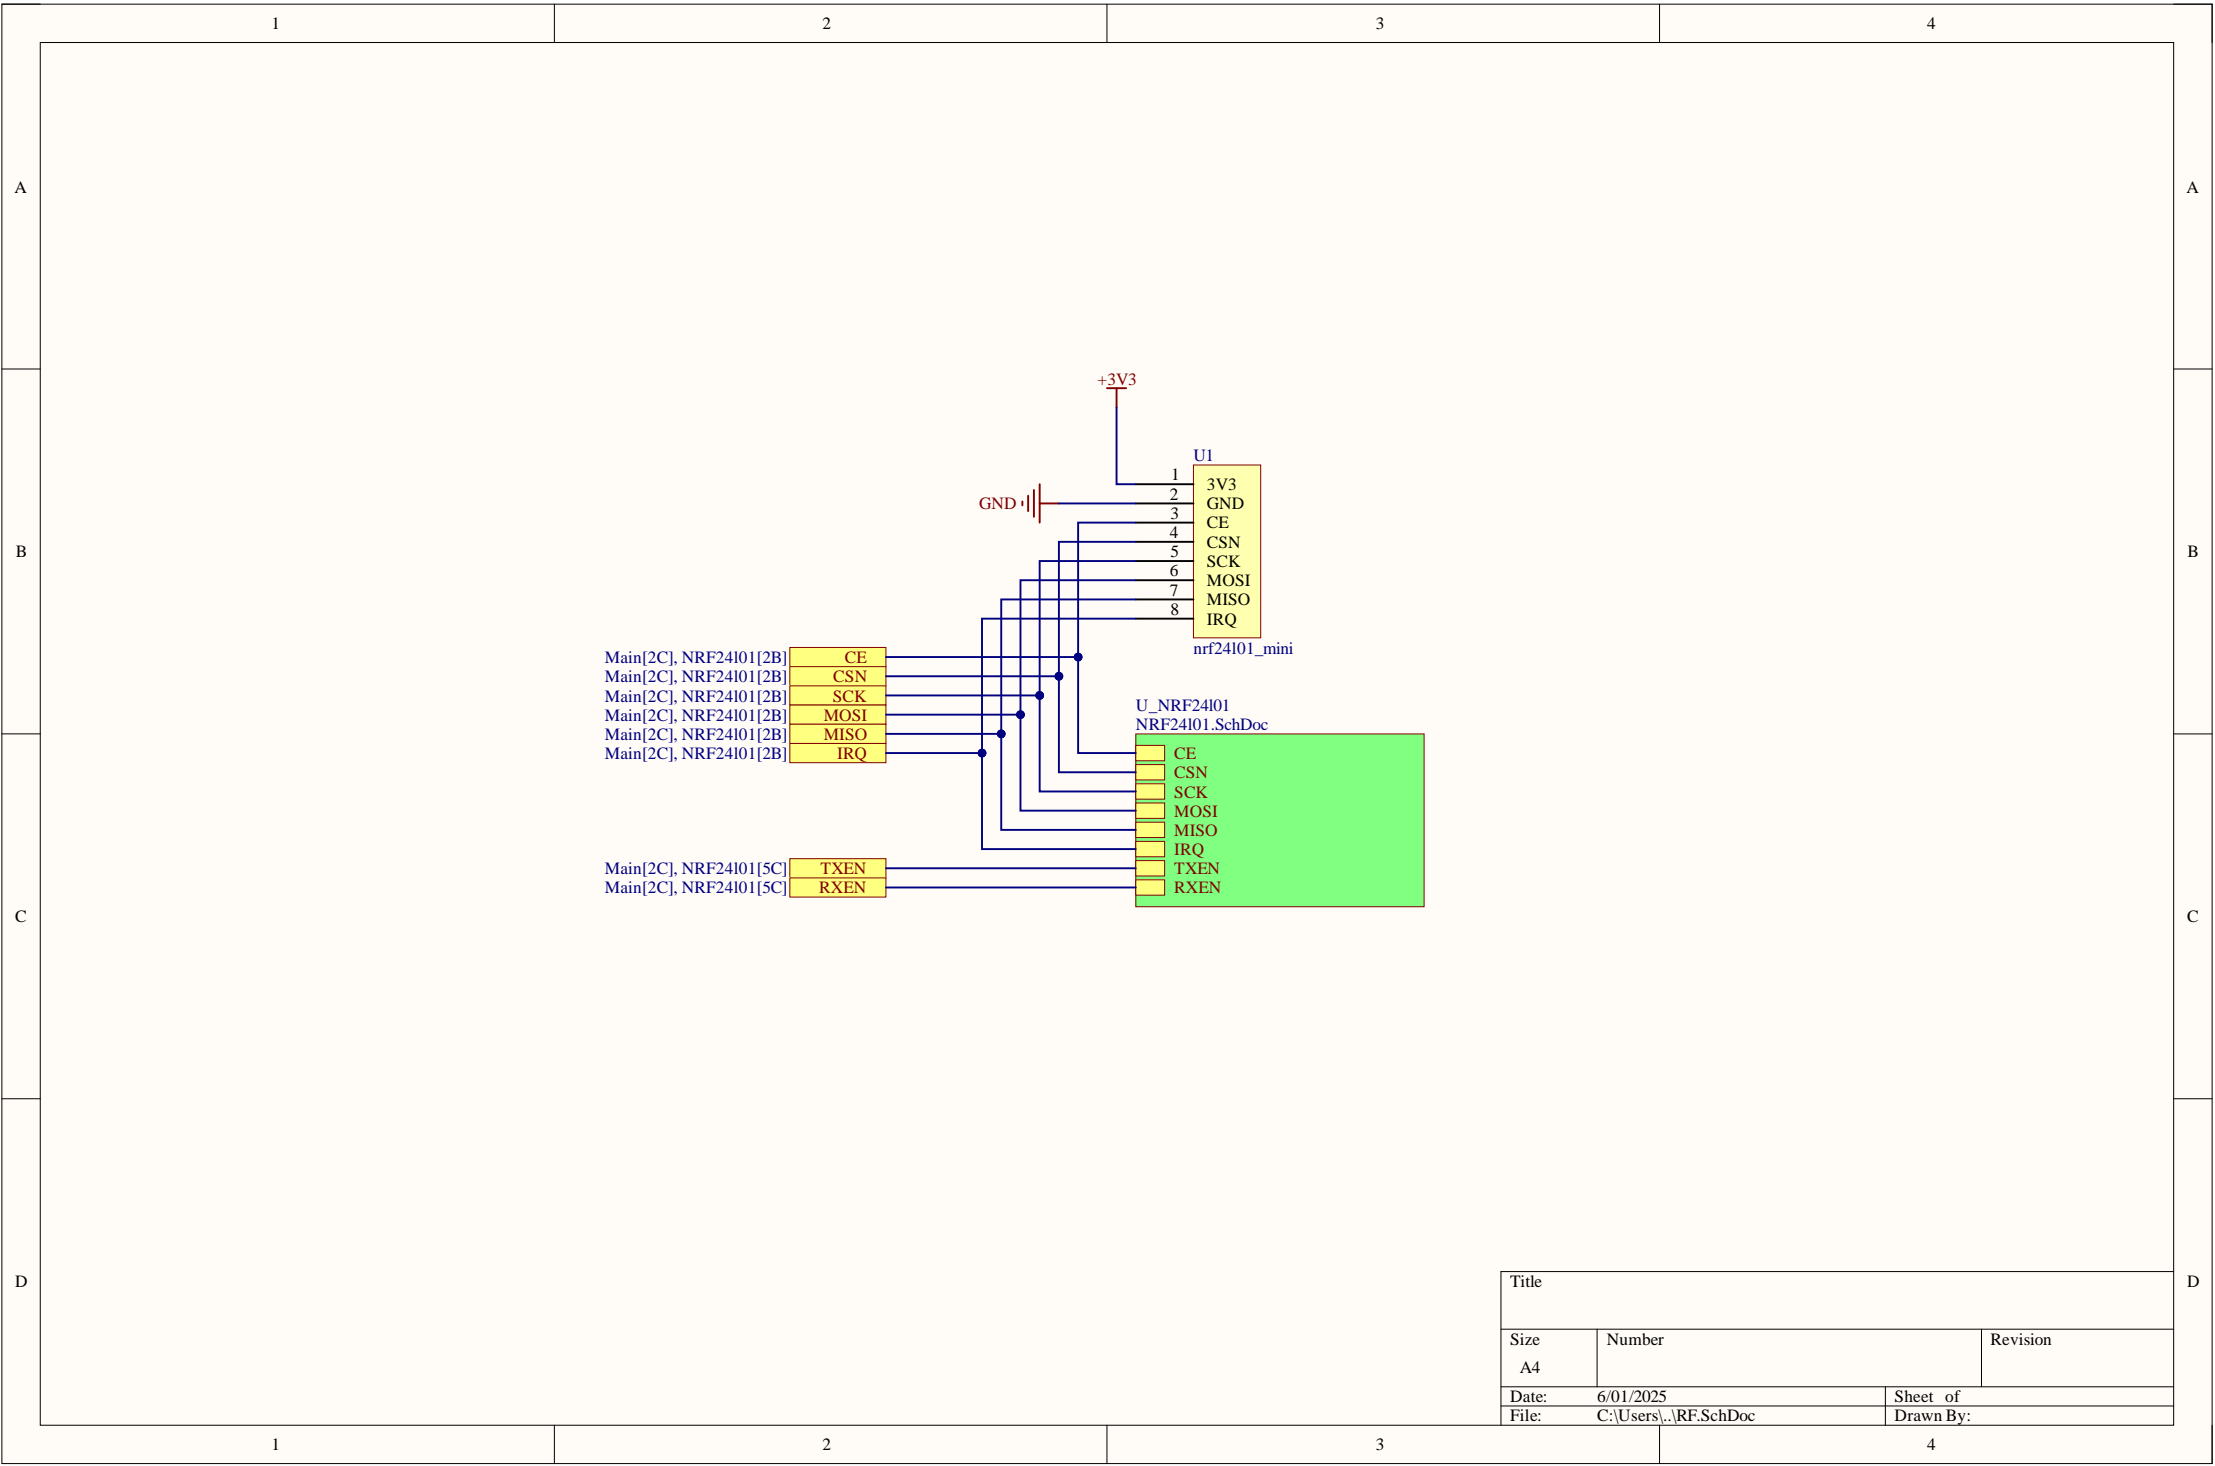 1 2 3 4
A A
+3V3
U1
1 3V3
GND 2 GND
3 CE
4 CSN
5 SCK
6 MOSI
7 MISO
8 IRQ
nrf24l01_mini
B B
Main[2C], NRF24l01[2B] CE
Main[2C], NRF24l01[2B] CSN
Main[2C], NRF24l01[2B] SCK
Main[2C], NRF24l01[2B] MOSI
Main[2C], NRF24l01[2B] MISO
Main[2C], NRF24l01[2B] IRQ
U_NRF24l01
NRF24l01.SchDoc
CE
CSN
SCK
MOSI
MISO
IRQ
Main[2C], NRF24l01[5C] TXEN TXEN
Main[2C], NRF24l01[5C] RXEN RXEN
C C
D D
Title
Size Number Revision
A4
Date: 6/01/2025 Sheet of
File: C:\Users\..\RF.SchDoc Drawn By:
1 2 3 4